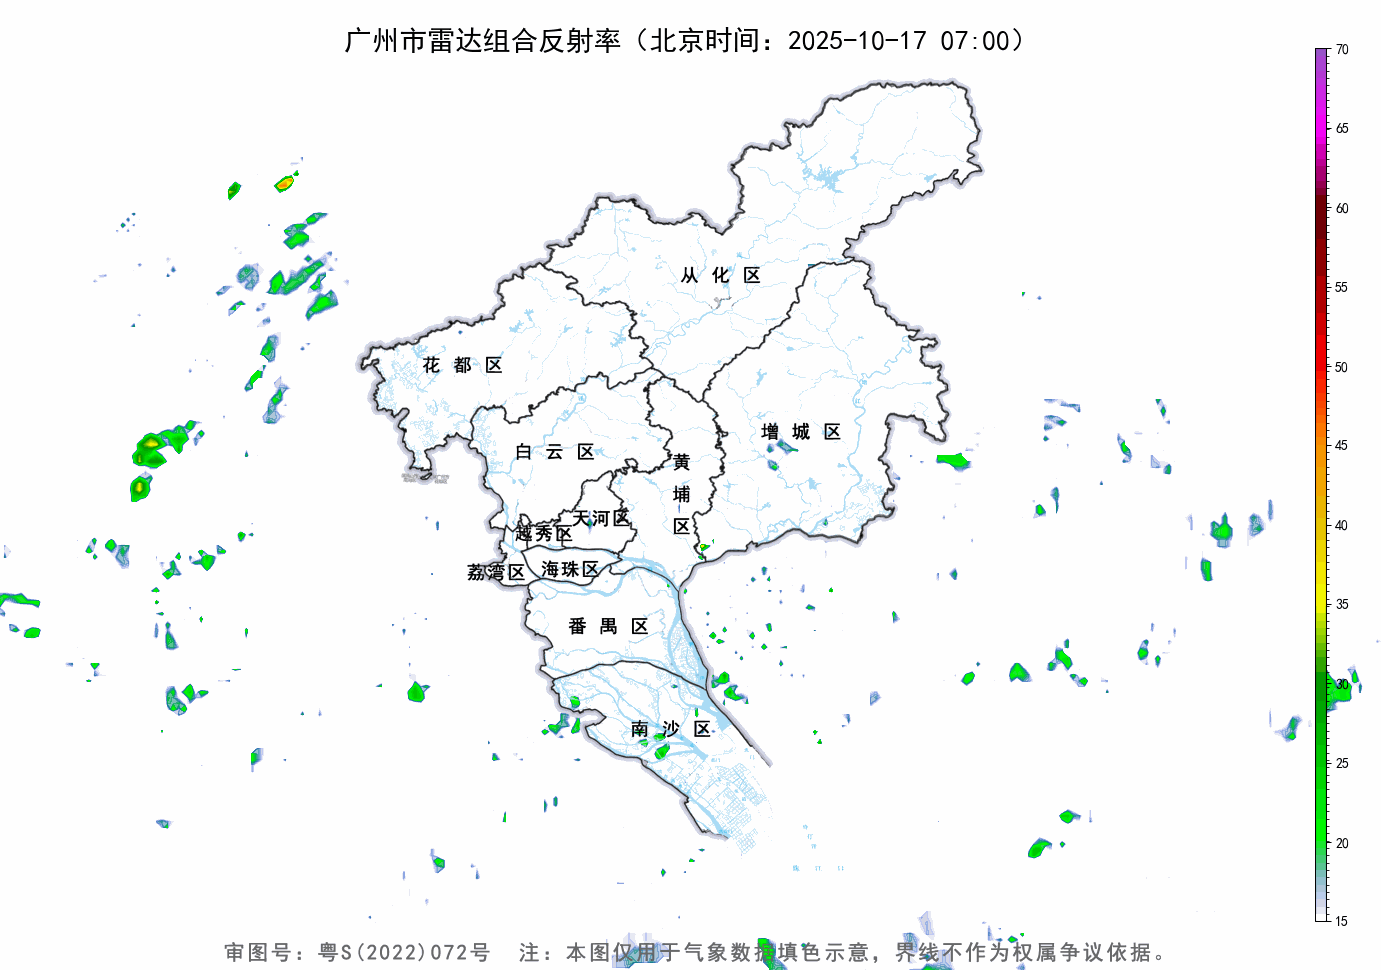 广州市雷达组合反射率（北京时间：2025-10-17 07:00）
70
65
60
55
50
45
40
35
30
25
20
15
从化区
花都区
增城区
白云区
黄埔区
天河区
越秀区
荔湾区
海珠区
番禺区
南沙区
审图号：粤S(2022)072号 注：本图仅用于气象数据填色示意，界线不作为权属争议依据。